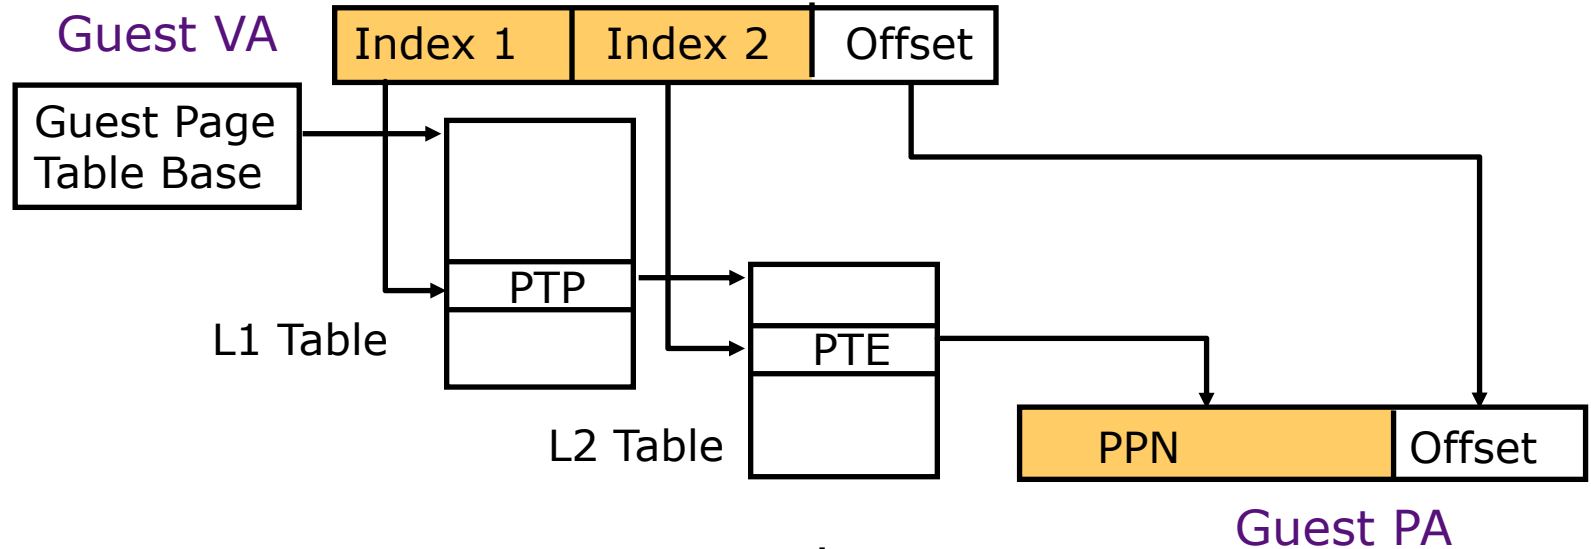 Guest VA
Index 1
Index 2
Offset
Guest Page
Table Base
PTP
L1 Table
PTE
L2 Table
PPN
Offset
Guest PA